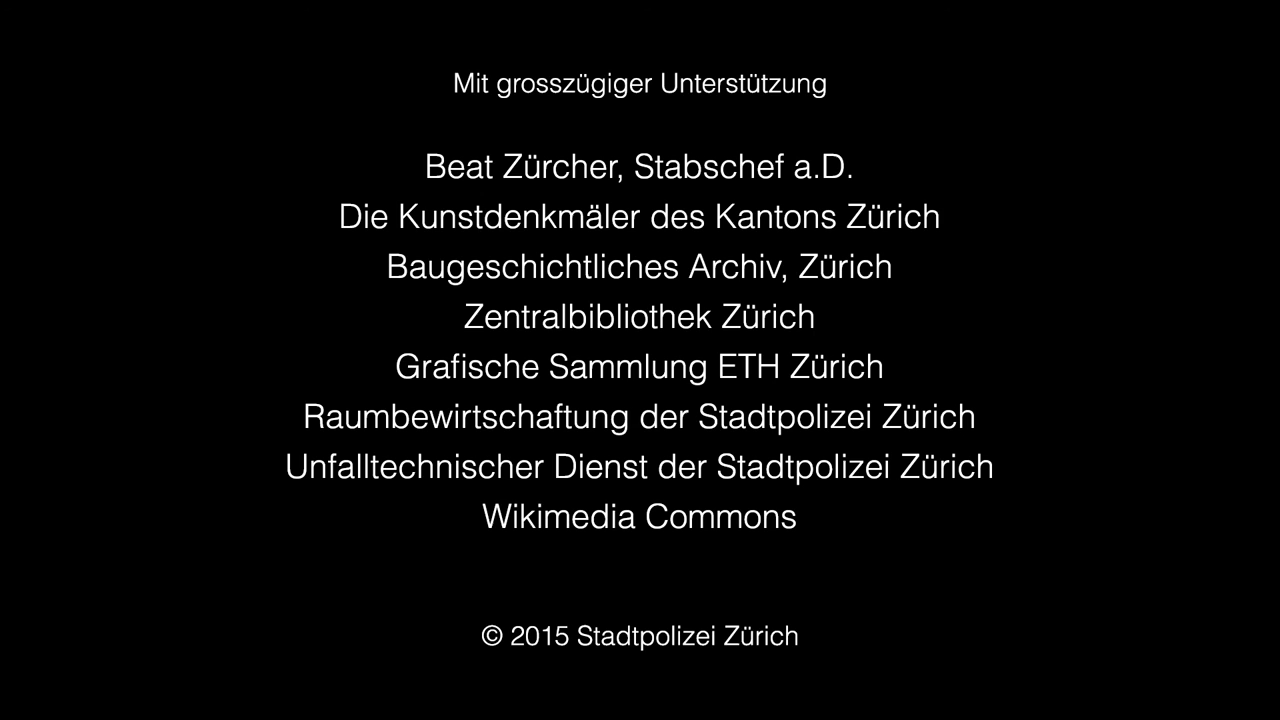 Mit grosszügiger Unterstützung
Beat Zürcher, Stabschef a.D.
Die Kunstdenkmäler des Kantons Zürich
Baugeschichtliches Archiv, Zürich
Zentralbibliothek Zürich
Grafische Sammlung ETH Zürich
Raumbewirtschaftung der Stadtpolizei Zürich
Unfalltechnischer Dienst der Stadtpolizei Zürich
Wikimedia Commons
© 2015 Stadtpolizei Zürich